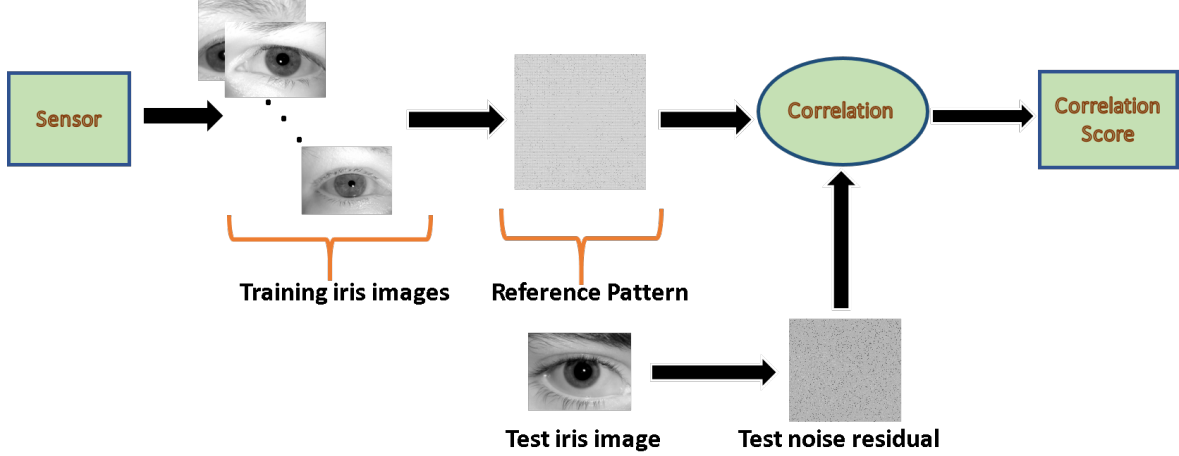 Sensor
Training iris images
Reference Pattern
Correlation
Correlation
Score
Test iris image
Test noise residual